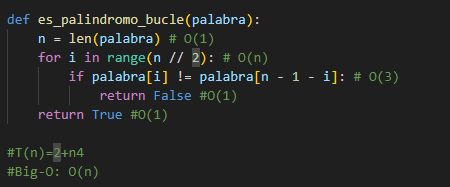 def es_palindromo_bucle(palabra):
    n = len(palabra) # O(1)
    for i in range(n // 2): # O(n)
        if palabra[i] != palabra[n - 1 - i]: # O(3)
            return False #O(1)
    return True #O(1)
#T(n)=2+n4
#Big-O: O(n)